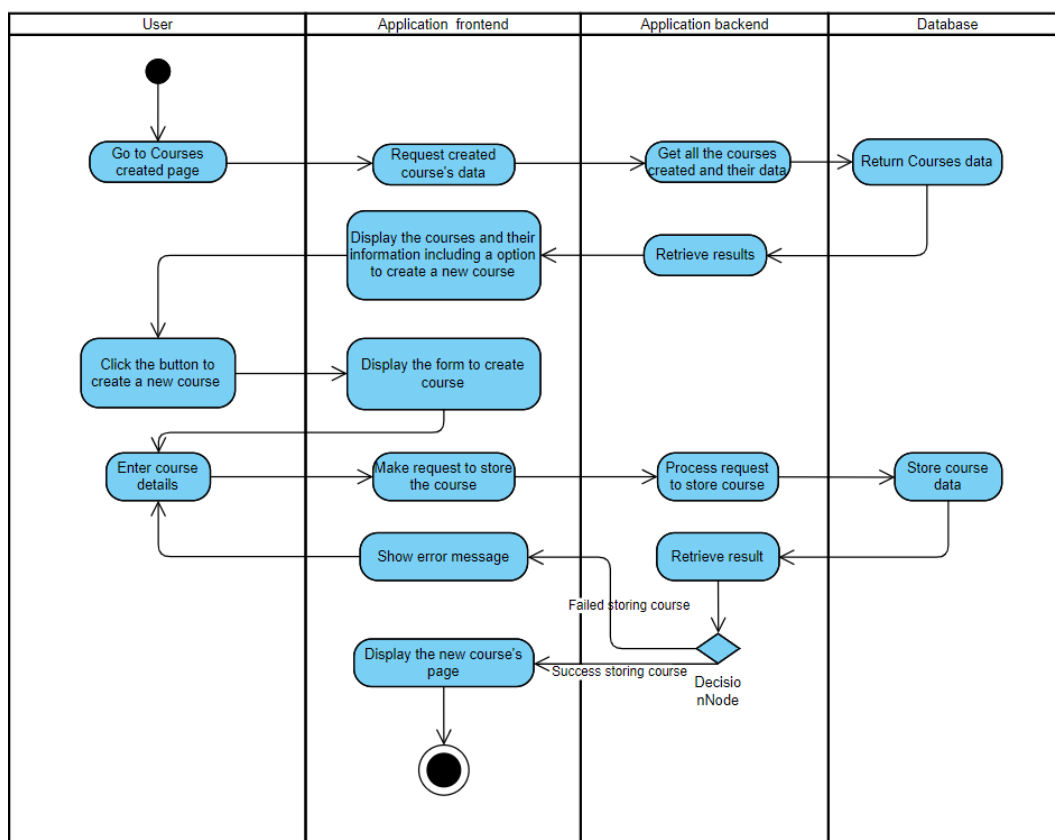 User
Application frontend
Application backend
Database
Go to Courses
created page
Request created
course's data
Get all the courses
created and their data
Return Courses data
Display the courses and their
information including a option
to create a new course
Retrieve results
Click the button to
create a new course
Display the form to create
course
Enter course
details
Make request to store
the course
Process request
to store course
Store course
data
Show error message
Retrieve result
Failed storing course
Display the new course's
page
Success storing course
Decisio
nNode